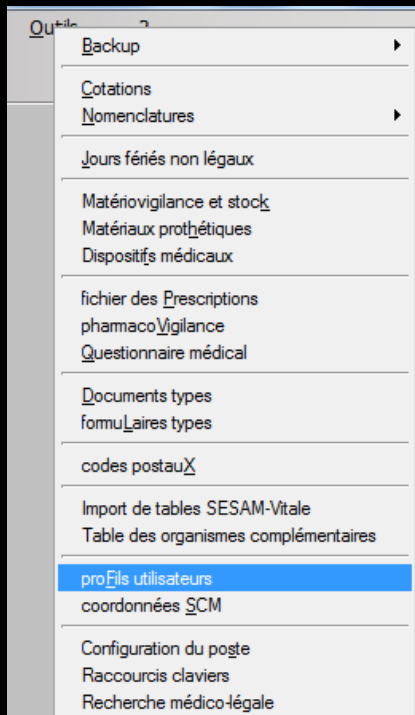 Outils ?
Backup
Cotations
Nomenclatures
Jours fériés non légaux
Matériovigilance et stock
Matériaux prothétiques
Dispositifs médicaux
fichier des Prescriptions
pharmacoVigilance
Questionnaire médical
Documents types
formuLaires types
codes postauX
Import de tables SESAM-Vitale
Table des organismes complémentaires
proFils utilisateurs
coordonnées SCM
Configuration du poste
Raccourcis claviers
Recherche médico-légale